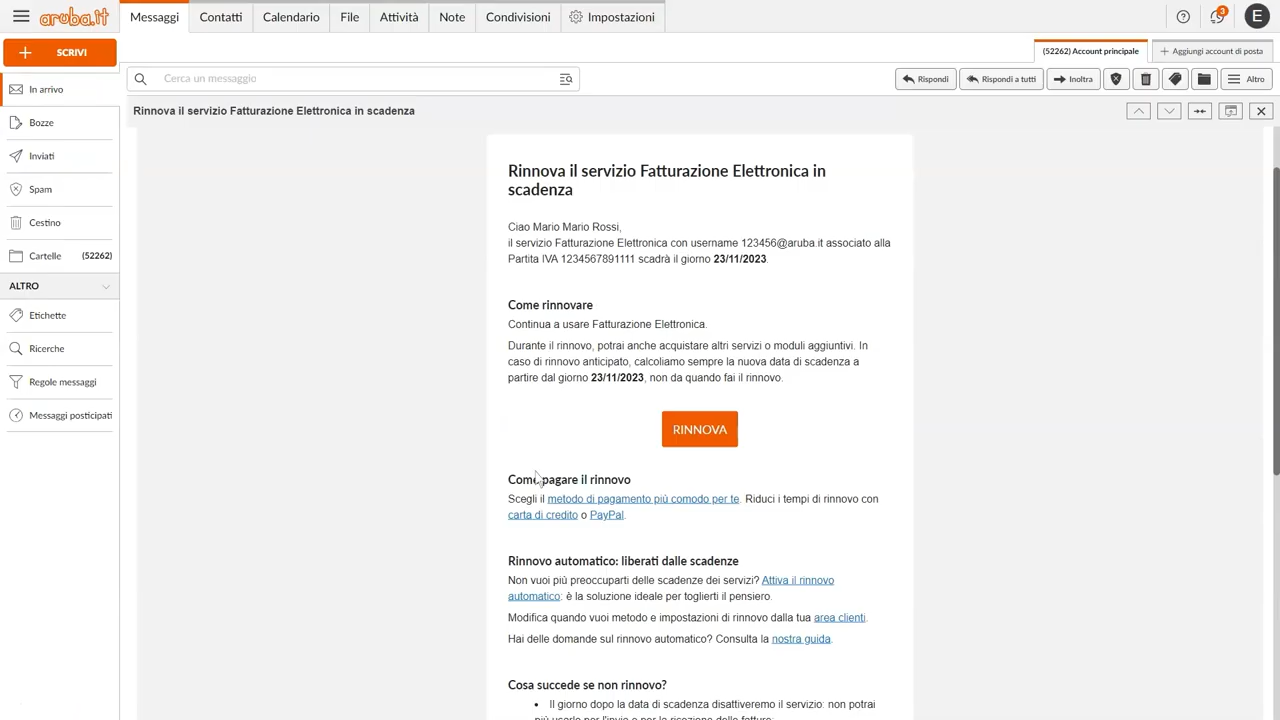 aruba.it
Messaggi
Contatti
Calendario
File
Attività
Note
Condivisioni
Impostazioni
3
E
SCRIVI
(52262) Account principale
Aggiungi account di posta
Cerca un messaggio
Rispondi
Rispondi a tutti
Inoltra
Altro
In arrivo
Bozze
Inviati
Spam
Cestino
Cartelle (52262)
ALTRO
Etichette
Ricerche
Regole messaggi
Messaggi posticipati
Rinnova il servizio Fatturazione Elettronica in scadenza
Rinnova il servizio Fatturazione Elettronica in
scadenza
Ciao Mario Mario Rossi,
il servizio Fatturazione Elettronica con username 123456@aruba.it associato alla
Partita IVA 1234567891111 scadrà il giorno 23/11/2023.
Come rinnovare
Continua a usare Fatturazione Elettronica.
Durante il rinnovo, potrai anche acquistare altri servizi o moduli aggiuntivi. In
caso di rinnovo anticipato, calcoliamo sempre la nuova data di scadenza a
partire dal giorno 23/11/2023, non da quando fai il rinnovo.
RINNOVA
Come pagare il rinnovo
Scegli il metodo di pagamento più comodo per te. Riduci i tempi di rinnovo con
carta di credito o PayPal.
Rinnovo automatico: liberati dalle scadenze
Non vuoi più preoccuparti delle scadenze dei servizi? Attiva il rinnovo
automatico: è la soluzione ideale per toglierti il pensiero.
Modifica quando vuoi metodo e impostazioni di rinnovo dalla tua area clienti.
Hai delle domande sul rinnovo automatico? Consulta la nostra guida.
Cosa succede se non rinnovo?
• Il giorno dopo la data di scadenza disattiveremo il servizio: non potrai
più usarlo per l'invio e per la ricezione delle fatture;